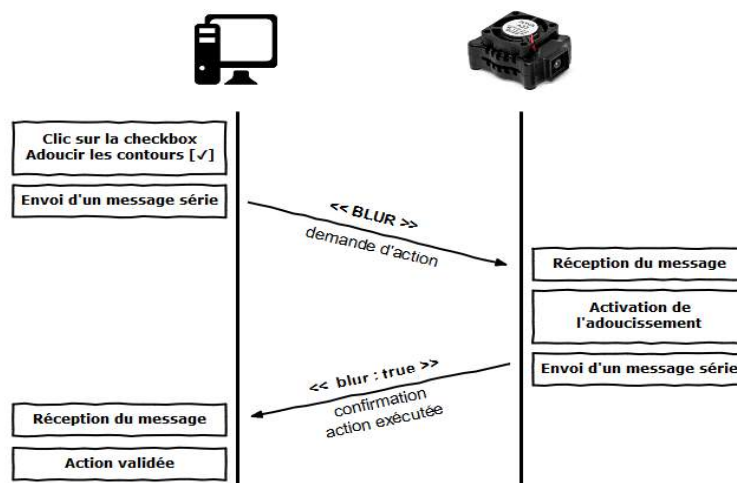 Clic sur la checkbox
Adoucir les contours [✓]
Envoi d'un message série
<< BLUR >>
demande d'action
Réception du message
Activation de
l'adoucissement
Envoi d'un message série
<< blur : true >>
confirmation
action exécutée
Réception du message
Action validée